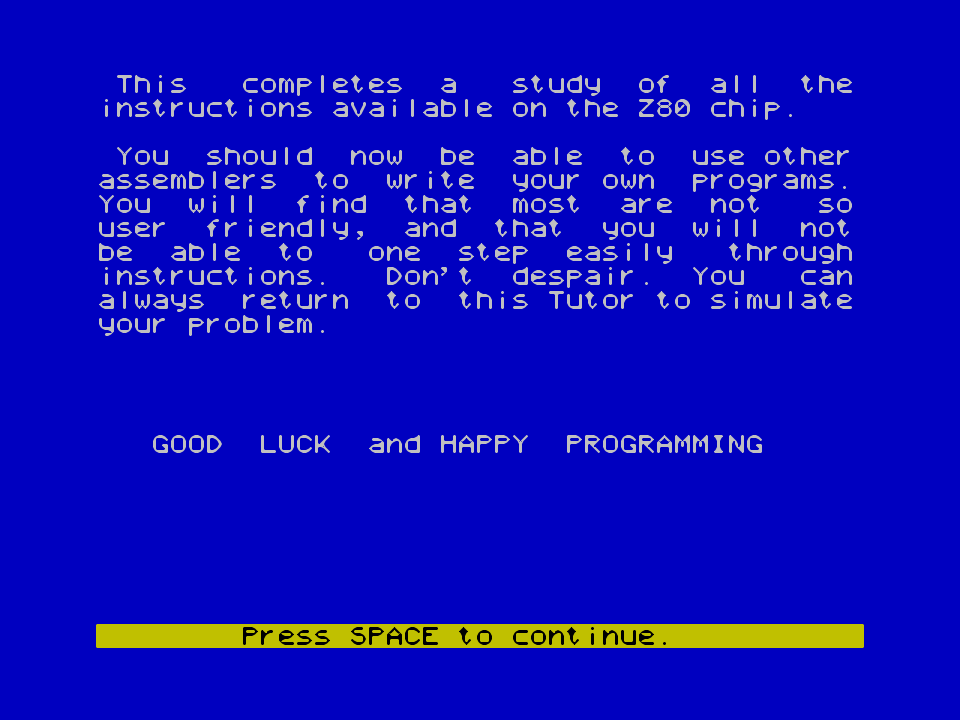 This completes a study of all the
instructions available on the Z80 chip.
You should now be able to use other
assemblers to write your own programs.
You will find that most are not so
user friendly, and that you will not
be able to one step easily through
instructions. Don't despair. You can
always return to this Tutor to simulate
your problem.
GOOD LUCK and HAPPY PROGRAMMING
Press SPACE to continue.